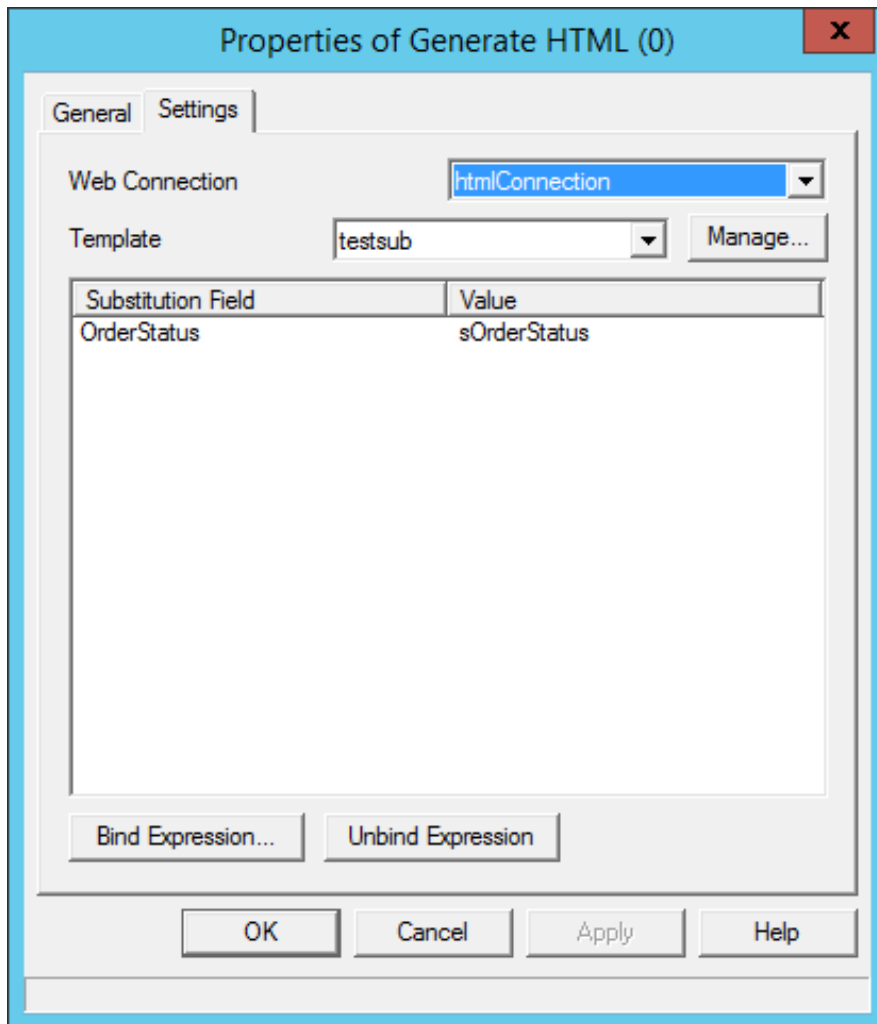 Properties of Generate HTML (0)
x
General Settings
Web Connection htmlConnection
Template testsub Manage...
Substitution Field Value
OrderStatus sOrderStatus
Bind Expression... Unbind Expression
OK Cancel Apply Help